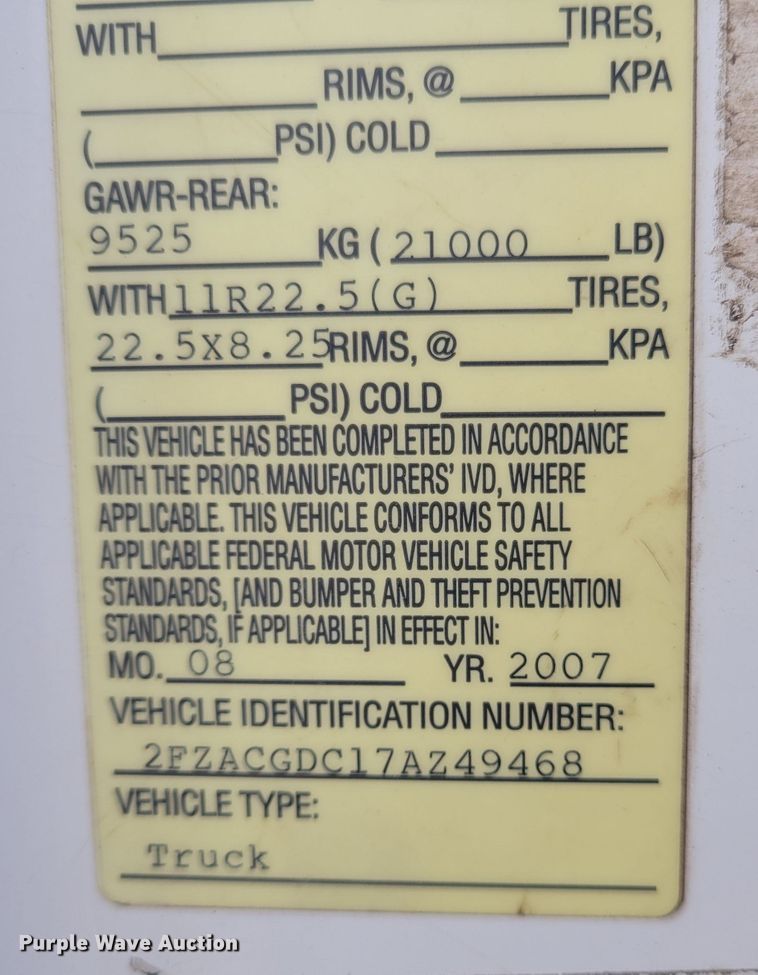 WITH TIRES,
RIMS, @ KPA
( PSI) COLD
GAWR-REAR:
9525 KG ( 21000 LB)
WITH 11R22.5(G) TIRES,
22.5X8.25 RIMS, @ KPA
( PSI) COLD
THIS VEHICLE HAS BEEN COMPLETED IN ACCORDANCE
WITH THE PRIOR MANUFACTURERS' IVD, WHERE
APPLICABLE. THIS VEHICLE CONFORMS TO ALL
APPLICABLE FEDERAL MOTOR VEHICLE SAFETY
STANDARDS, [AND BUMPER AND THEFT PREVENTION
STANDARDS, IF APPLICABLE] IN EFFECT IN:
MO. 08 YR. 2007
VEHICLE IDENTIFICATION NUMBER:
2FZACGDC17AZ49468
VEHICLE TYPE:
Truck
Purple Wave Auction